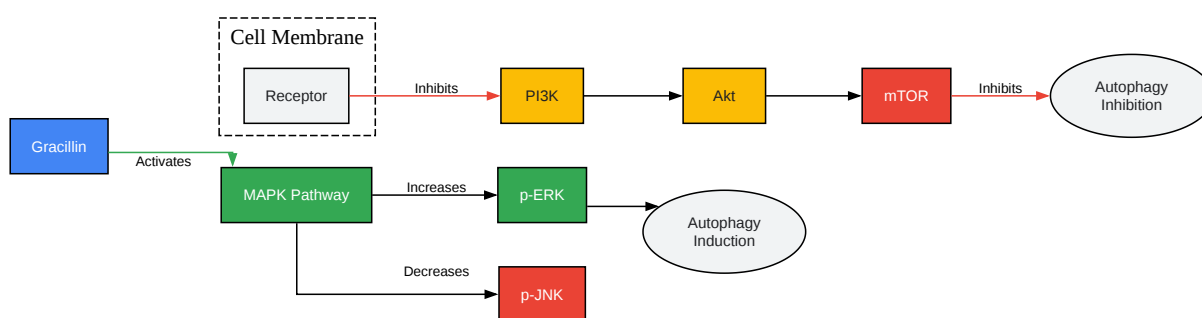 Cell Membrane
Receptor
Inhibits
PI3K
Akt
mTOR
Inhibits
Autophagy
Inhibition
Gracillin
Activates
MAPK Pathway
Increases
p-ERK
Autophagy
Induction
Decreases
p-JNK